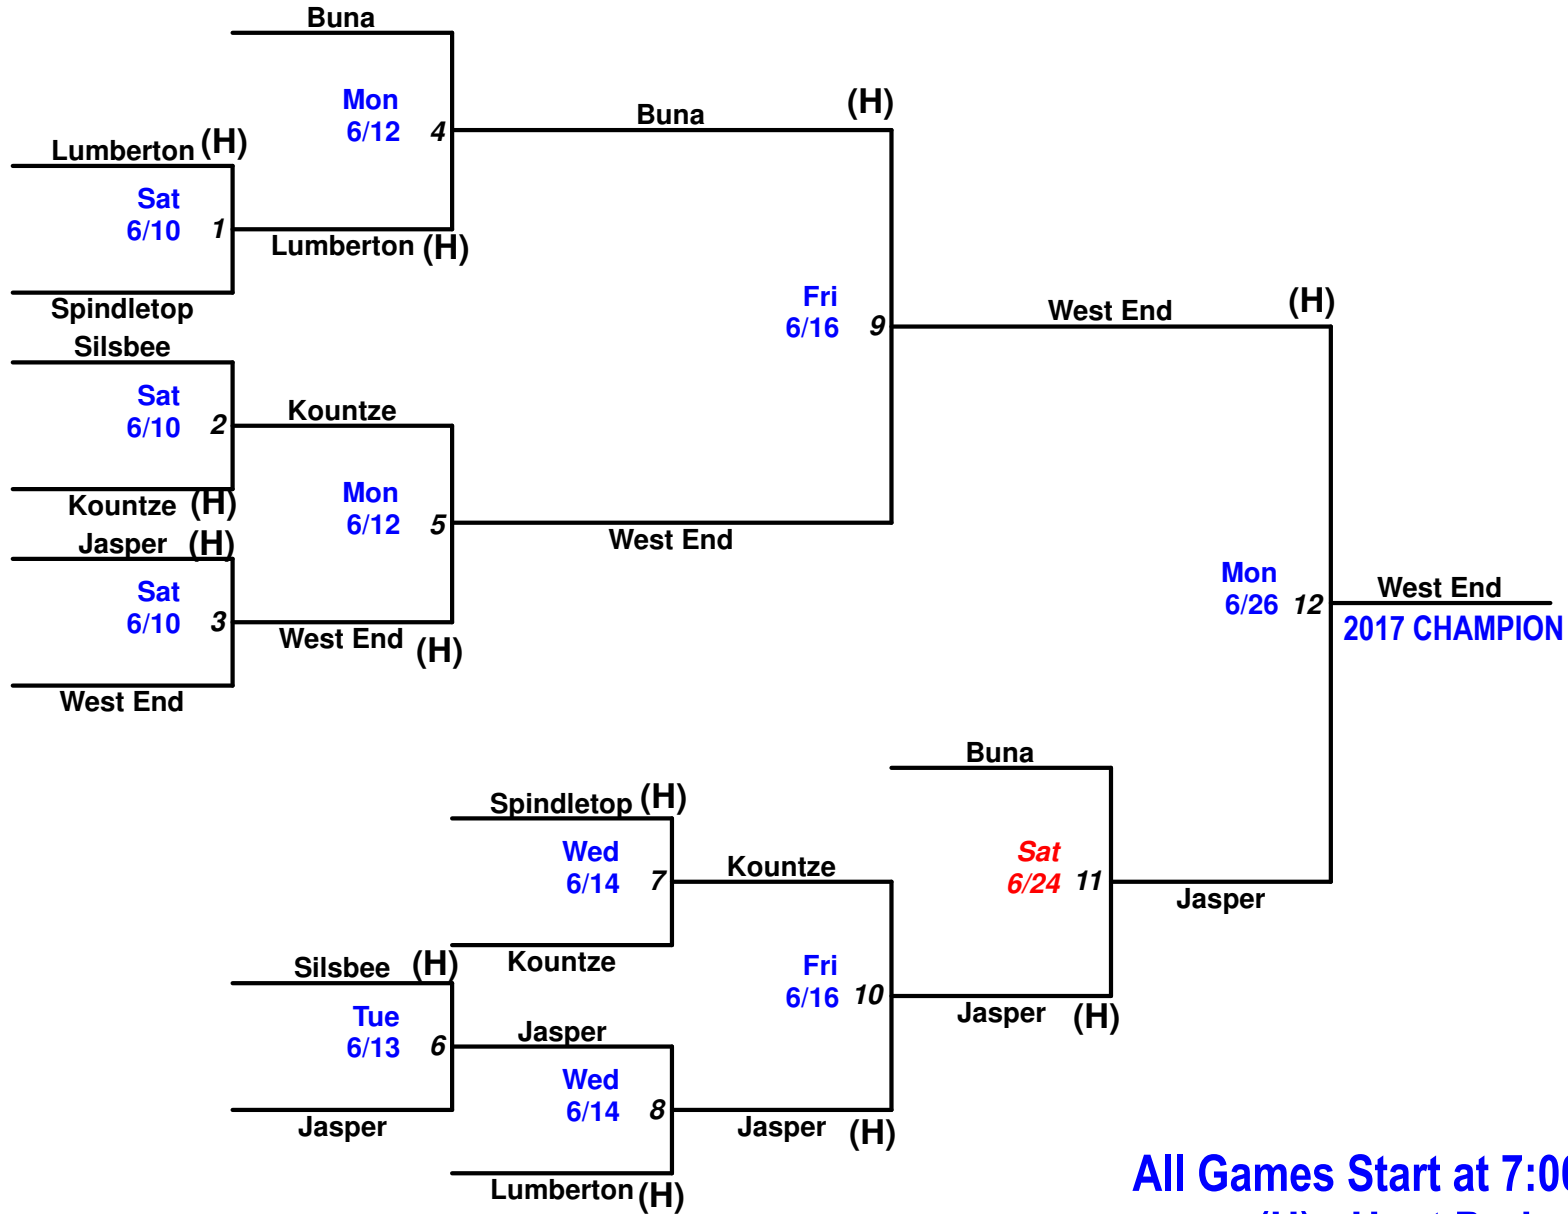 Buna
Mon
6/12 4
Lumberton (H)
Sat
6/10 1
Lumberton (H)
Spindletop
Buna (H)
Silsbee
Sat
6/10 2
Kountze
Kountze (H)
Jasper (H)
Sat
6/10 3
West End (H)
West End
Mon
6/12 5
West End
Fri
6/16 9
West End (H)
Mon
6/26 12
West End
2017 CHAMPION
Buna
Spindletop (H)
Wed
6/14 7
Kountze
Kountze
Sat
6/24 11
Jasper
Silsbee (H)
Tue
6/13 6
Jasper
Jasper
Wed
6/14 8
Lumberton (H)
Fri
6/16 10
Jasper (H)
Jasper (H)
All Games Start at 7:00